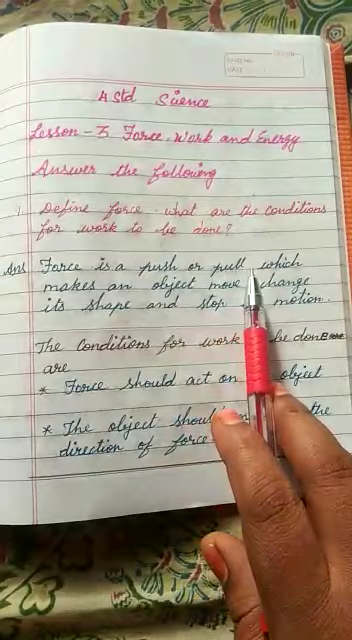 4 Std Science
Lesson - 5 Force, Work and Energy
Answer the following
1. Define force. what are the conditions
for work to be done?
Ans Force is a push or pull which
makes an object move change
its shape and stop motion.
The conditions for work be done
are
* Force should act on object
* The object should the
direction of force